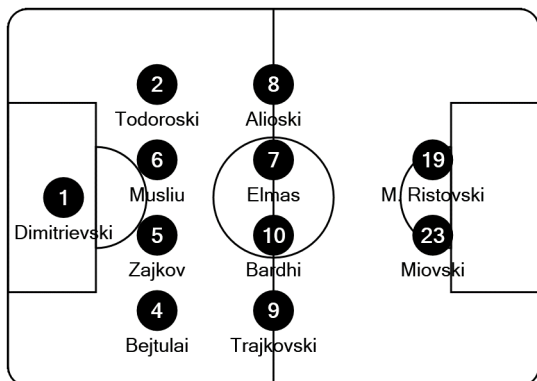 2
Todoroski
8
Alioski
6
Musliu
7
Elmas
19
M. Ristovski
1
Dimitrievski
5
Zajkov
10
Bardhi
23
Miovski
4
Bejtulai
9
Trajkovski